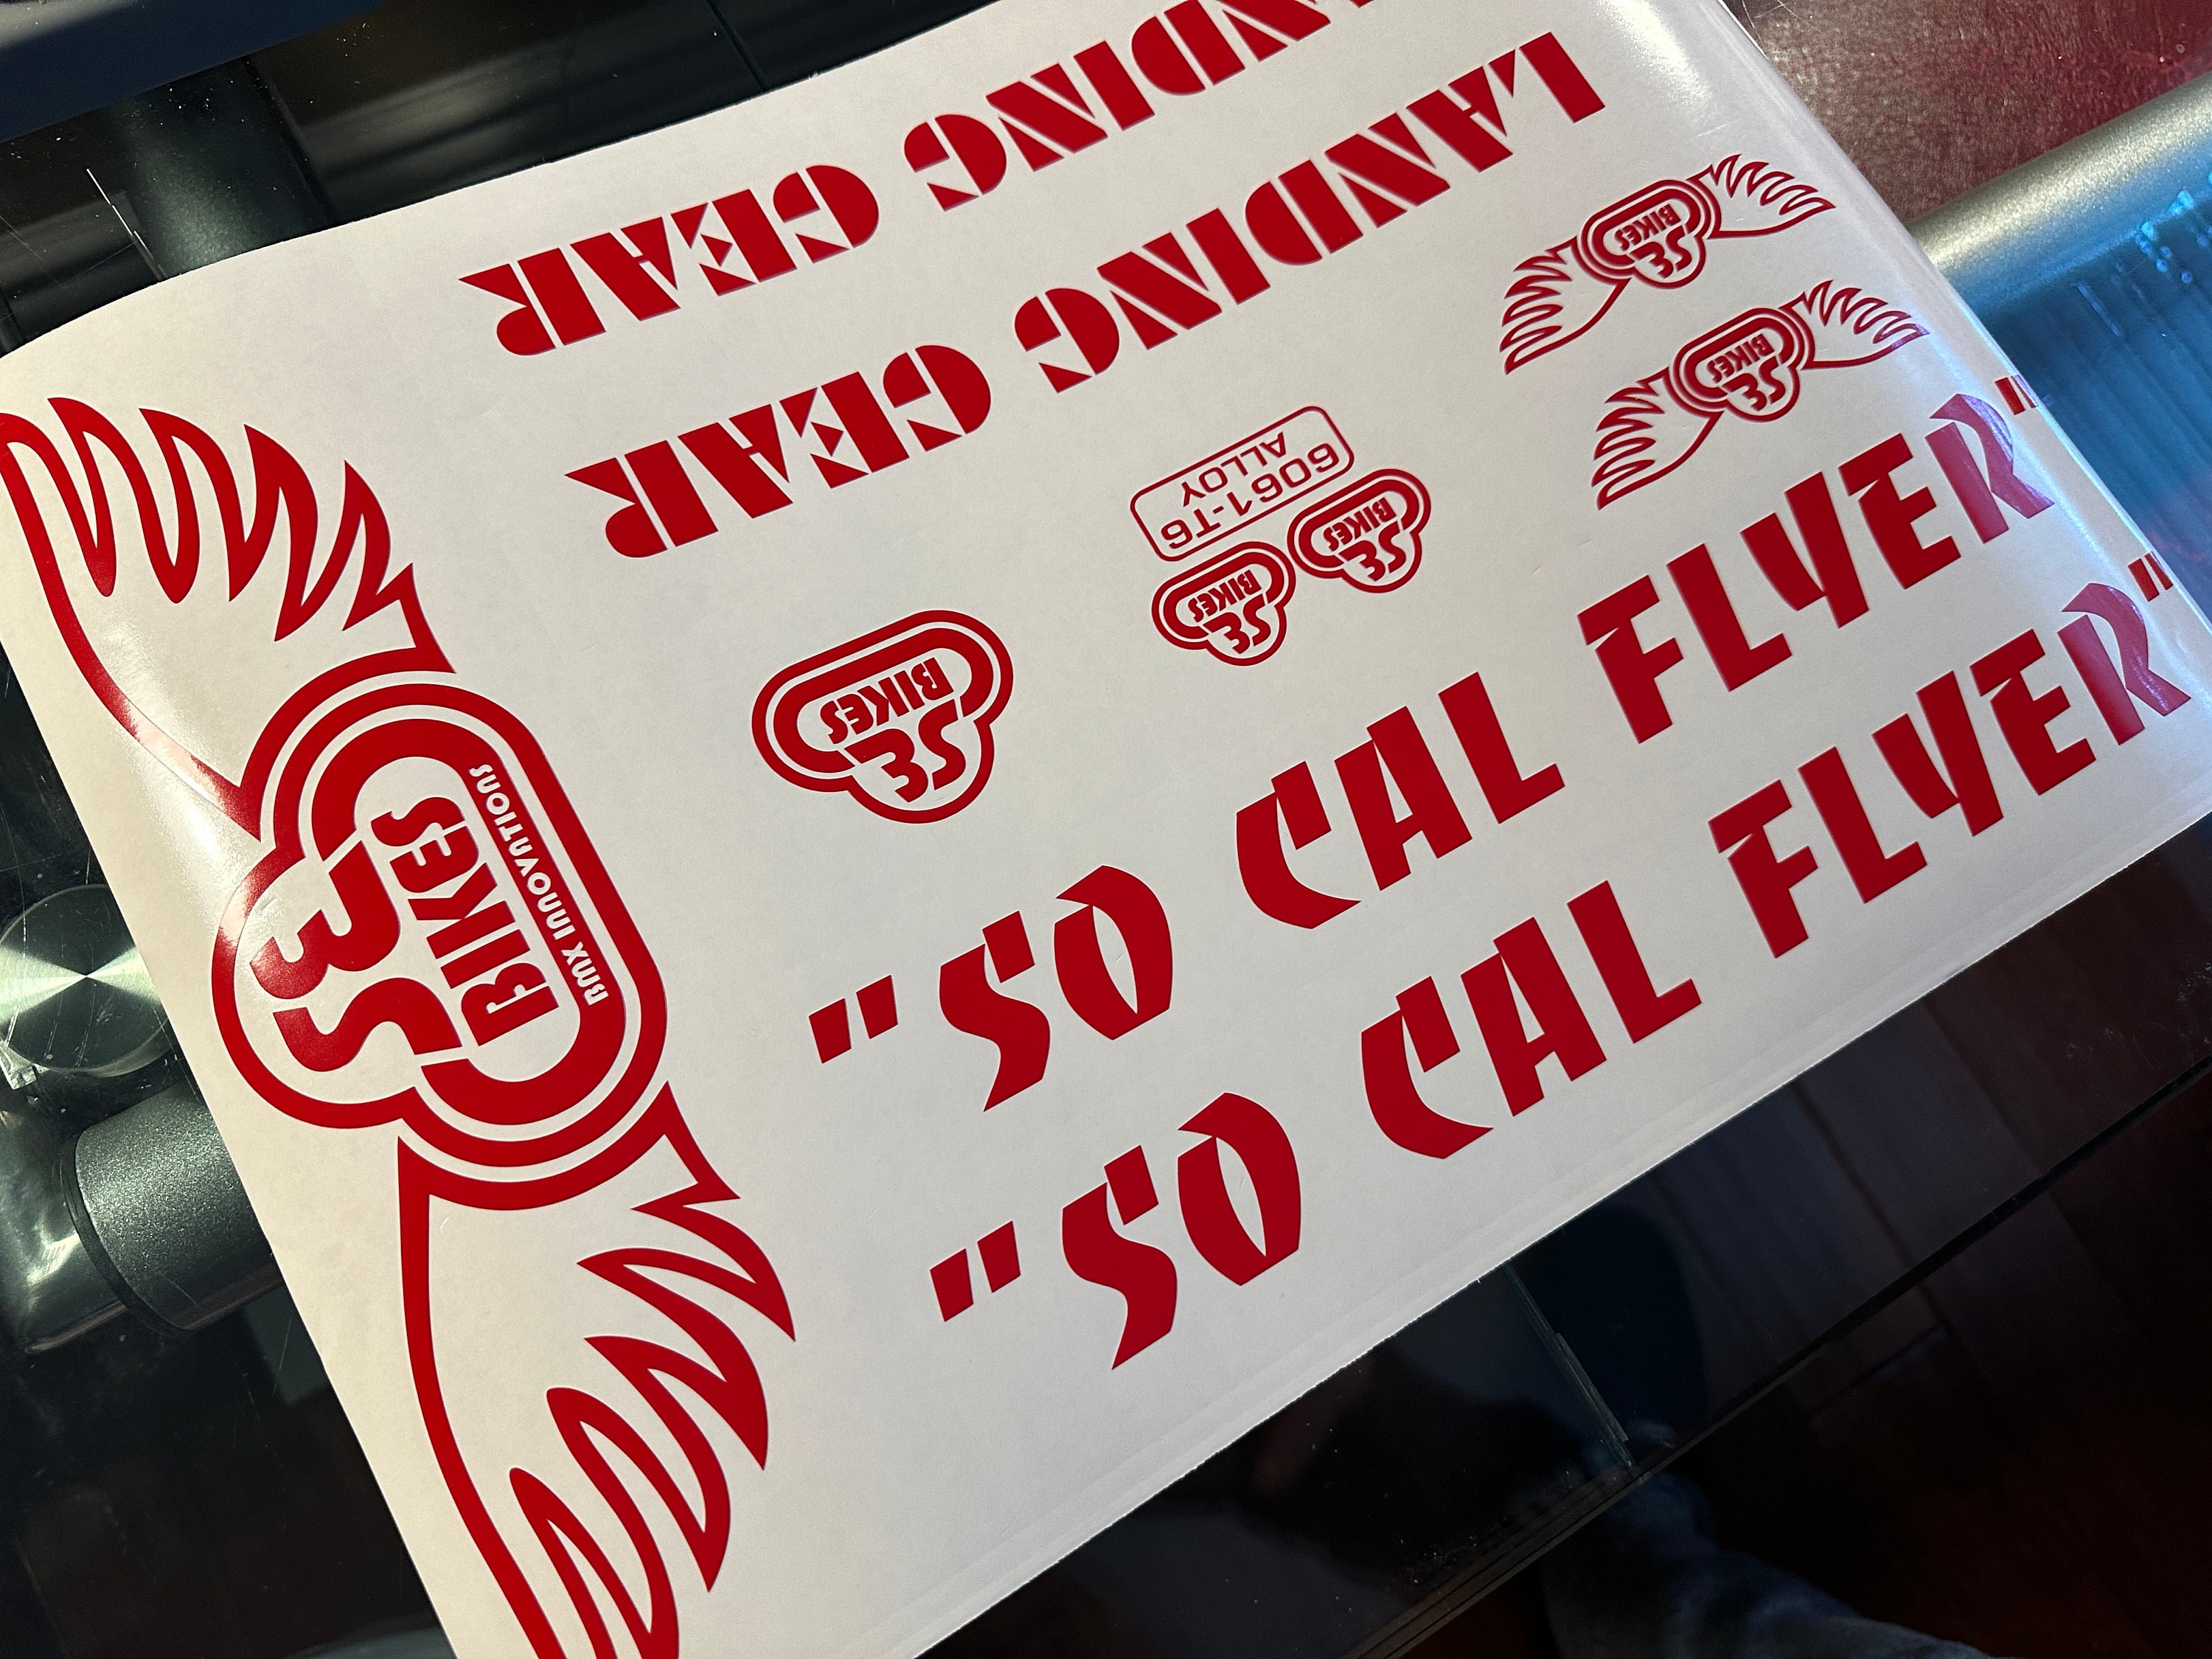 NDING GEAR
LANDING GEAR
SE
BIKES
SE
BIKES
6061-T6
ALLOY
SE
BIKES
SE
BIKES
SE
BIKES
SE
BIKES
BMX INNOVATIONS
"SO CAL FLYER"
"SO CAL FLYER"